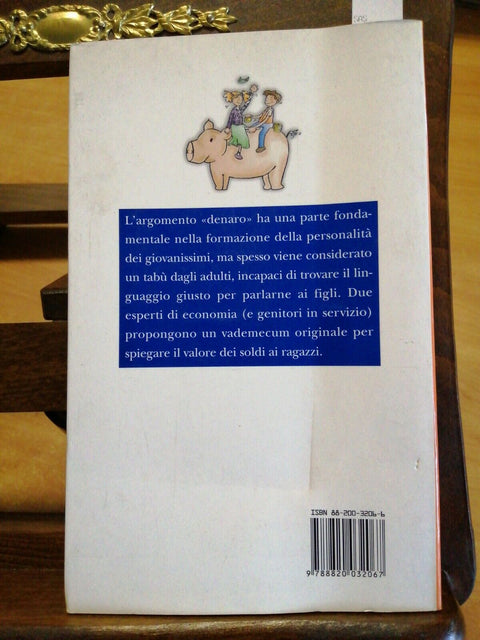 SAS
L'argomento «denaro» ha una parte fonda-
mentale nella formazione della personalità
dei giovanissimi, ma spesso viene considerato
un tabù dagli adulti, incapaci di trovare il lin-
guaggio giusto per parlarne ai figli. Due
esperti di economia (e genitori in servizio)
propongono un vademecum originale per
spiegare il valore dei soldi ai ragazzi.
ISBN 88-200-3206-6
9 788820 032067